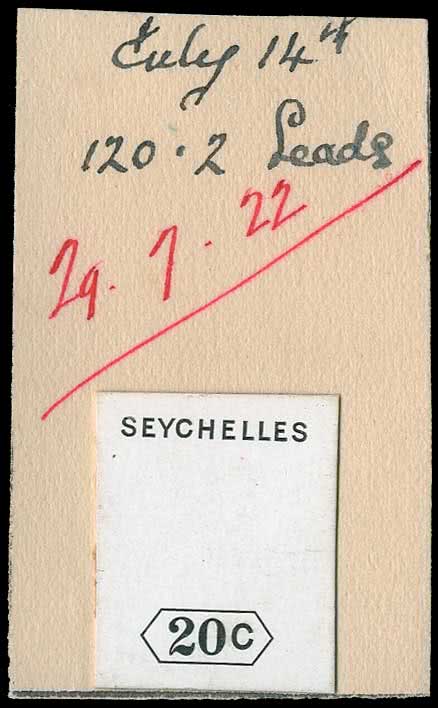 July 14th
120.2 Leads
29.7.22
SEYCHELLES
20C